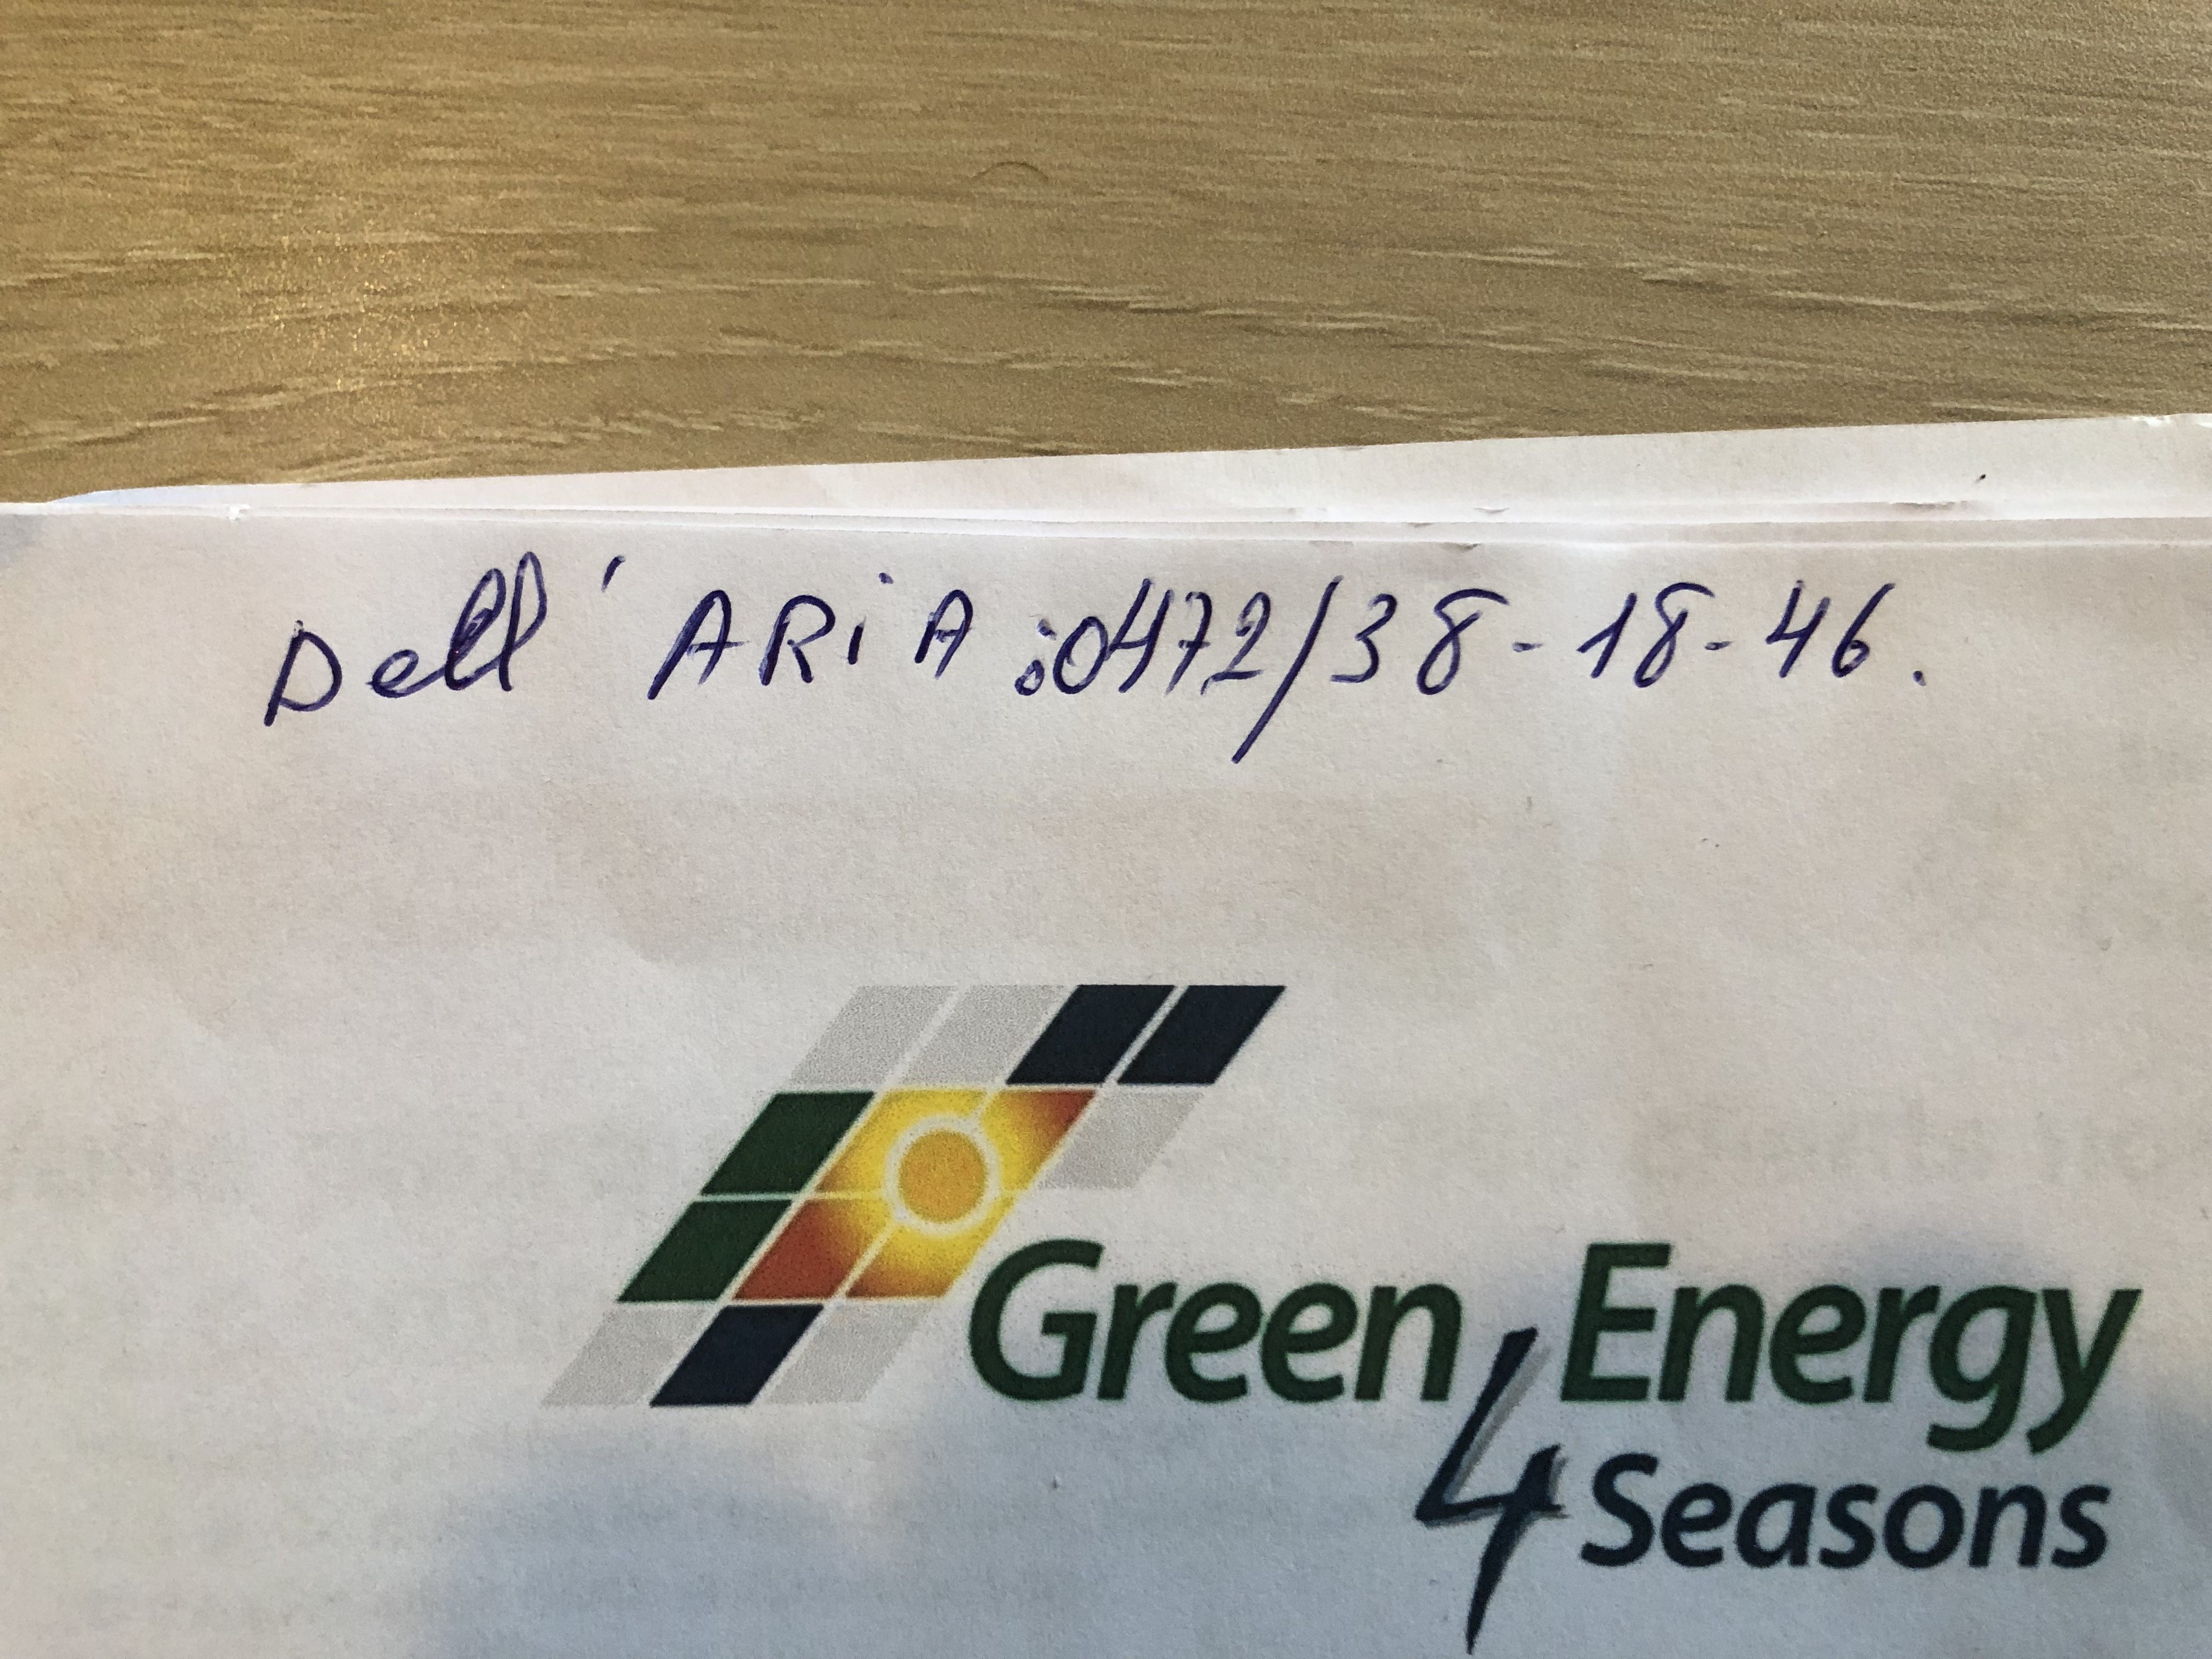 Dell' ARiA : 0472/38-18-46.
Green Energy
4 Seasons